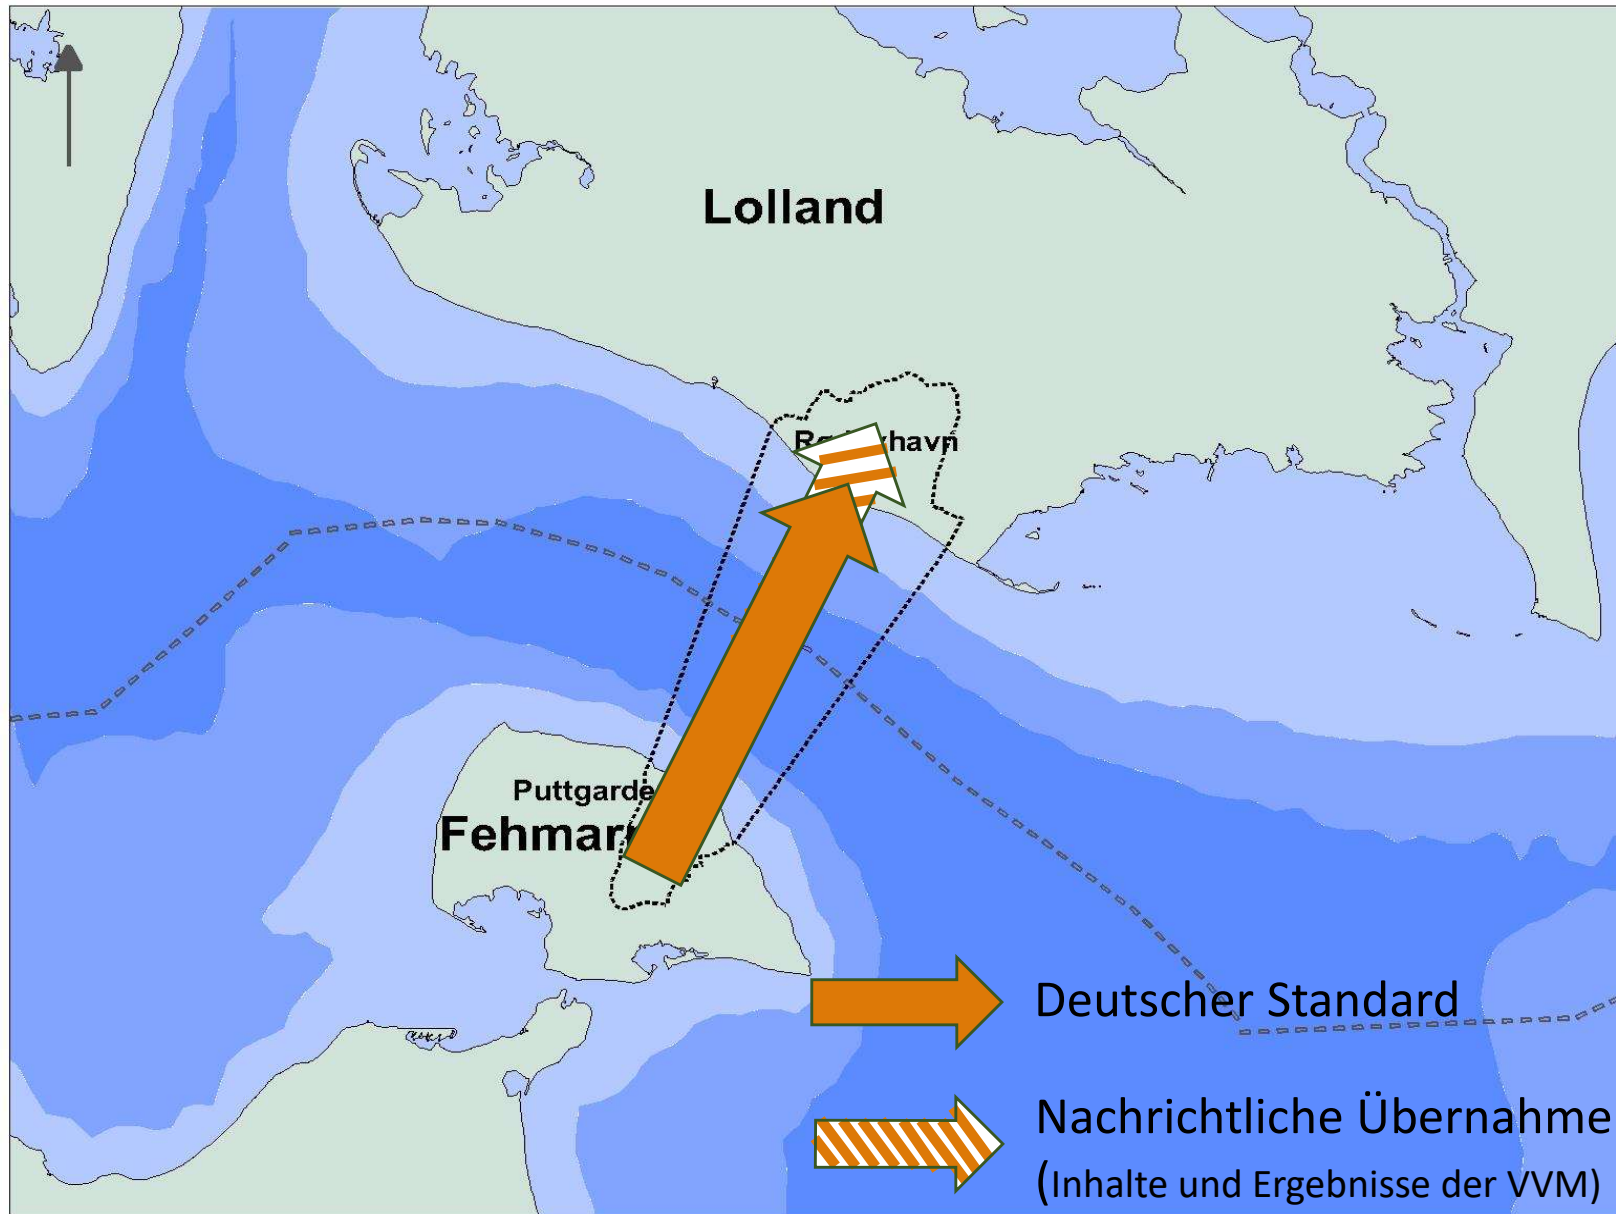 Lolland
Puttgarde
Fehmar
Deutscher Standard
Nachrichtliche Übernahme
(Inhalte und Ergebnisse der VVM)